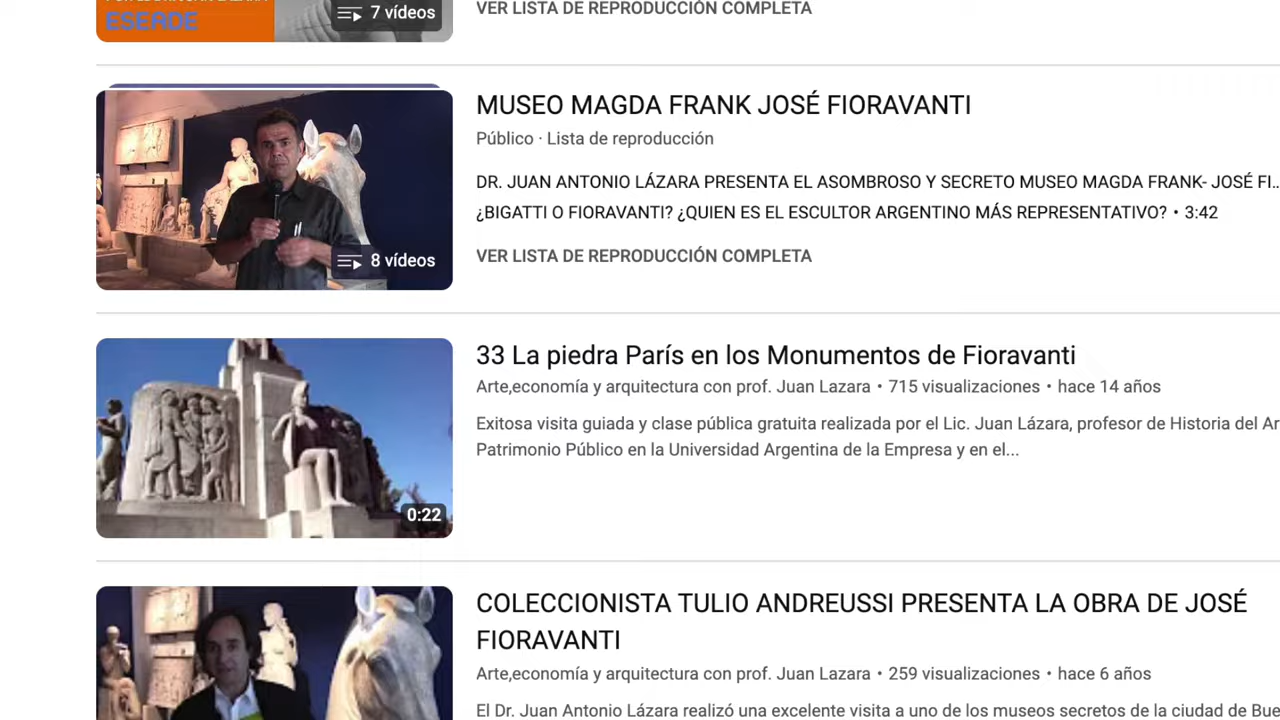 ESEADE
7 vídeos
VER LISTA DE REPRODUCCIÓN COMPLETA
MUSEO MAGDA FRANK JOSÉ FIORAVANTI
Público · Lista de reproducción
DR. JUAN ANTONIO LÁZARA PRESENTA EL ASOMBROSO Y SECRETO MUSEO MAGDA FRANK- JOSÉ FI...
¿BIGATTI O FIORAVANTI? ¿QUIEN ES EL ESCULTOR ARGENTINO MÁS REPRESENTATIVO? • 3:42
8 vídeos
VER LISTA DE REPRODUCCIÓN COMPLETA
33 La piedra París en los Monumentos de Fioravanti
Arte,economía y arquitectura con prof. Juan Lazara • 715 visualizaciones • hace 14 años
Exitosa visita guiada y clase pública gratuita realizada por el Lic. Juan Lázara, profesor de Historia del Ar
Patrimonio Público en la Universidad Argentina de la Empresa y en el...
0:22
COLECCIONISTA TULIO ANDREUSSI PRESENTA LA OBRA DE JOSÉ
FIORAVANTI
Arte,economía y arquitectura con prof. Juan Lazara • 259 visualizaciones • hace 6 años
El Dr. Juan Antonio Lázara realizó una excelente visita a uno de los museos secretos de la ciudad de Bue